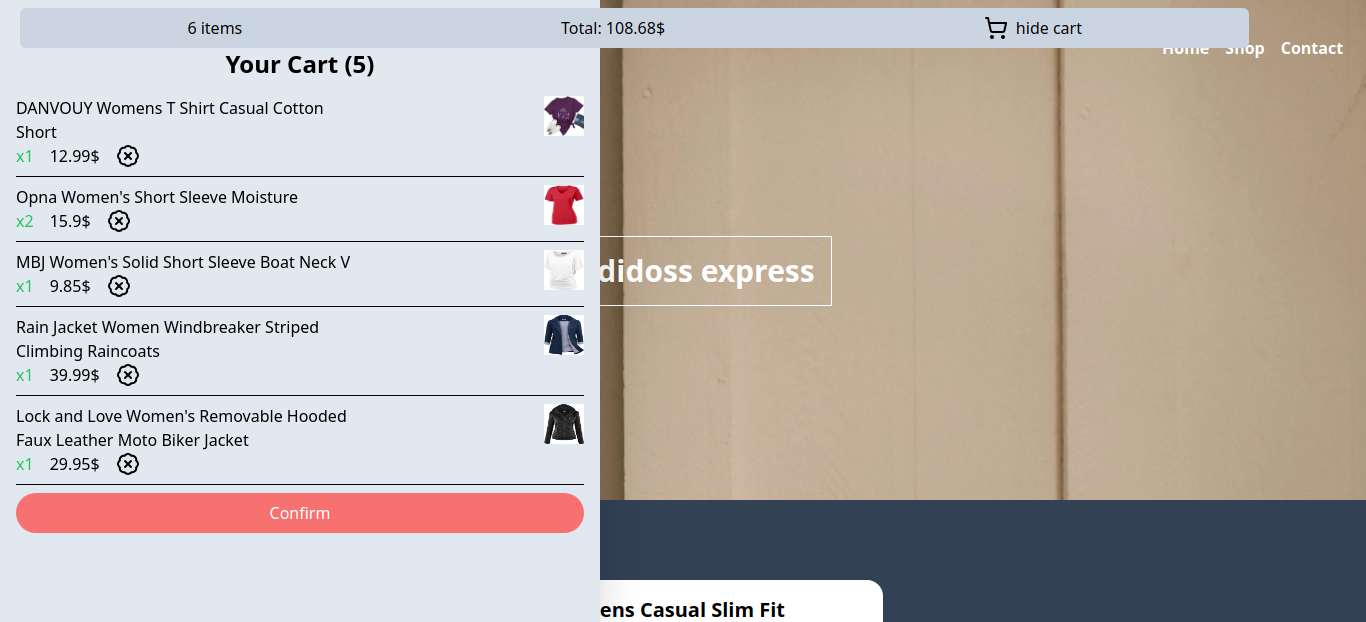 6 items
Total: 108.68$
hide cart
Home Shop Contact
Your Cart (5)
DANVOUY Womens T Shirt Casual Cotton
Short
x1 12.99$
Opna Women's Short Sleeve Moisture
x2 15.9$
MBJ Women's Solid Short Sleeve Boat Neck V
x1 9.85$
Rain Jacket Women Windbreaker Striped
Climbing Raincoats
x1 39.99$
Lock and Love Women's Removable Hooded
Faux Leather Moto Biker Jacket
x1 29.95$
Confirm
didoss express
ens Casual Slim Fit